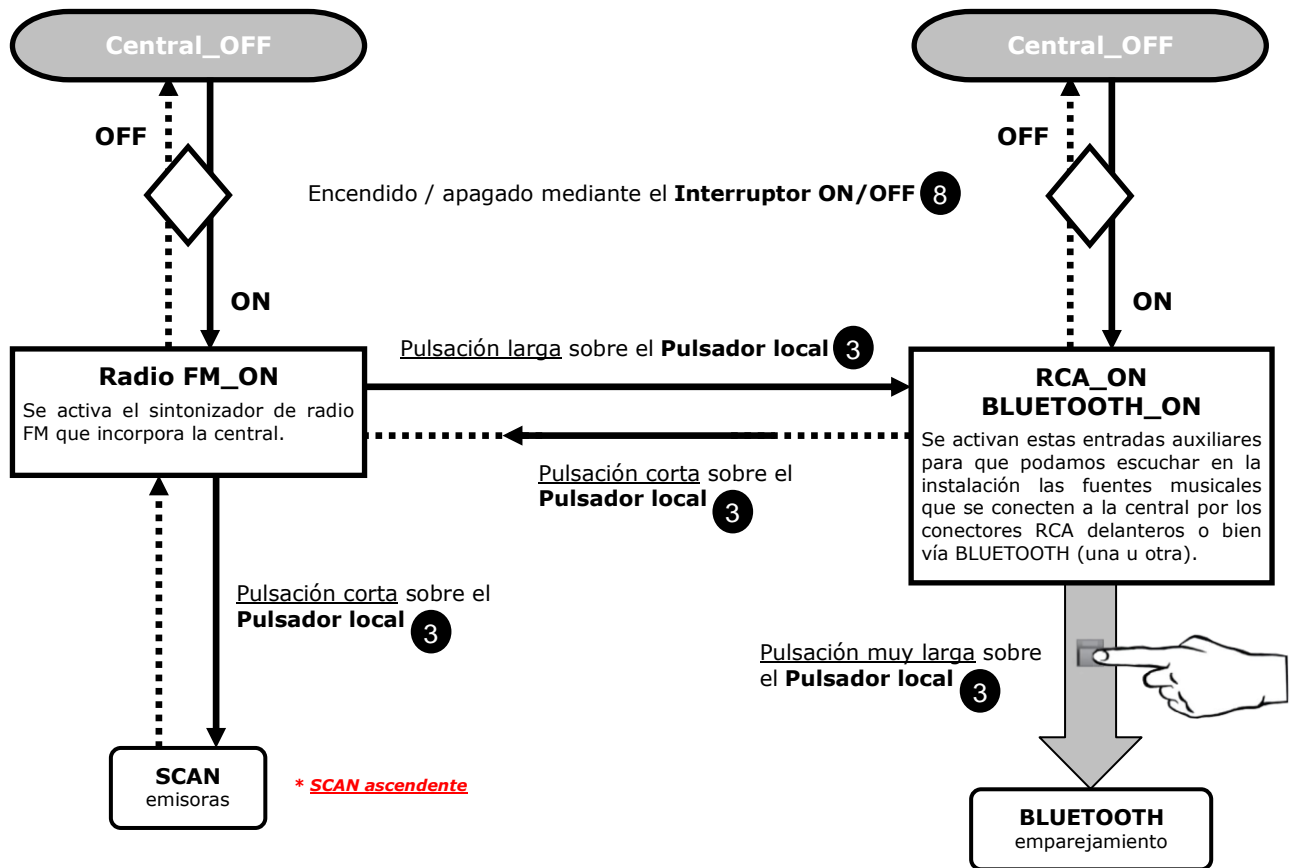 Central_OFF
Central_OFF
OFF
OFF
Encendido / apagado mediante el Interruptor ON/OFF 8
ON
ON
Pulsación larga sobre el Pulsador local 3
Radio FM_ON
Se activa el sintonizador de radio
FM que incorpora la central.
RCA_ON
BLUETOOTH_ON
Se activan estas entradas auxiliares
para que podamos escuchar en la
instalación las fuentes musicales
que se conecten a la central por los
conectores RCA delanteros o bien
vía BLUETOOTH (una u otra).
Pulsación corta sobre el
Pulsador local 3
Pulsación corta sobre el
Pulsador local 3
Pulsación muy larga sobre
el Pulsador local 3
SCAN
emisoras
* SCAN ascendente
BLUETOOTH
emparejamiento